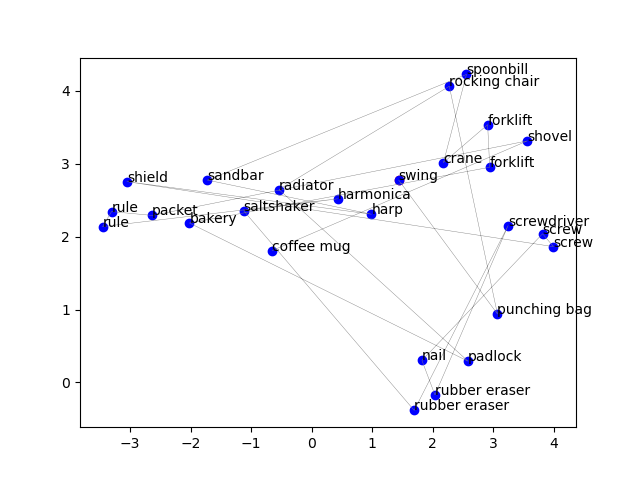 spoonbill
rocking chair
4
forklift
shovel
crane
swing
forklift
3
shield
sandbar
radiator
harmonica
harp
rule
packet
saltshaker
bakery
rule
coffee mug
screwdriver
screw
screw
2
punching bag
1
nail
padlock
rubber eraser
rubber eraser
0
−3 −2 −1 0 1 2 3 4